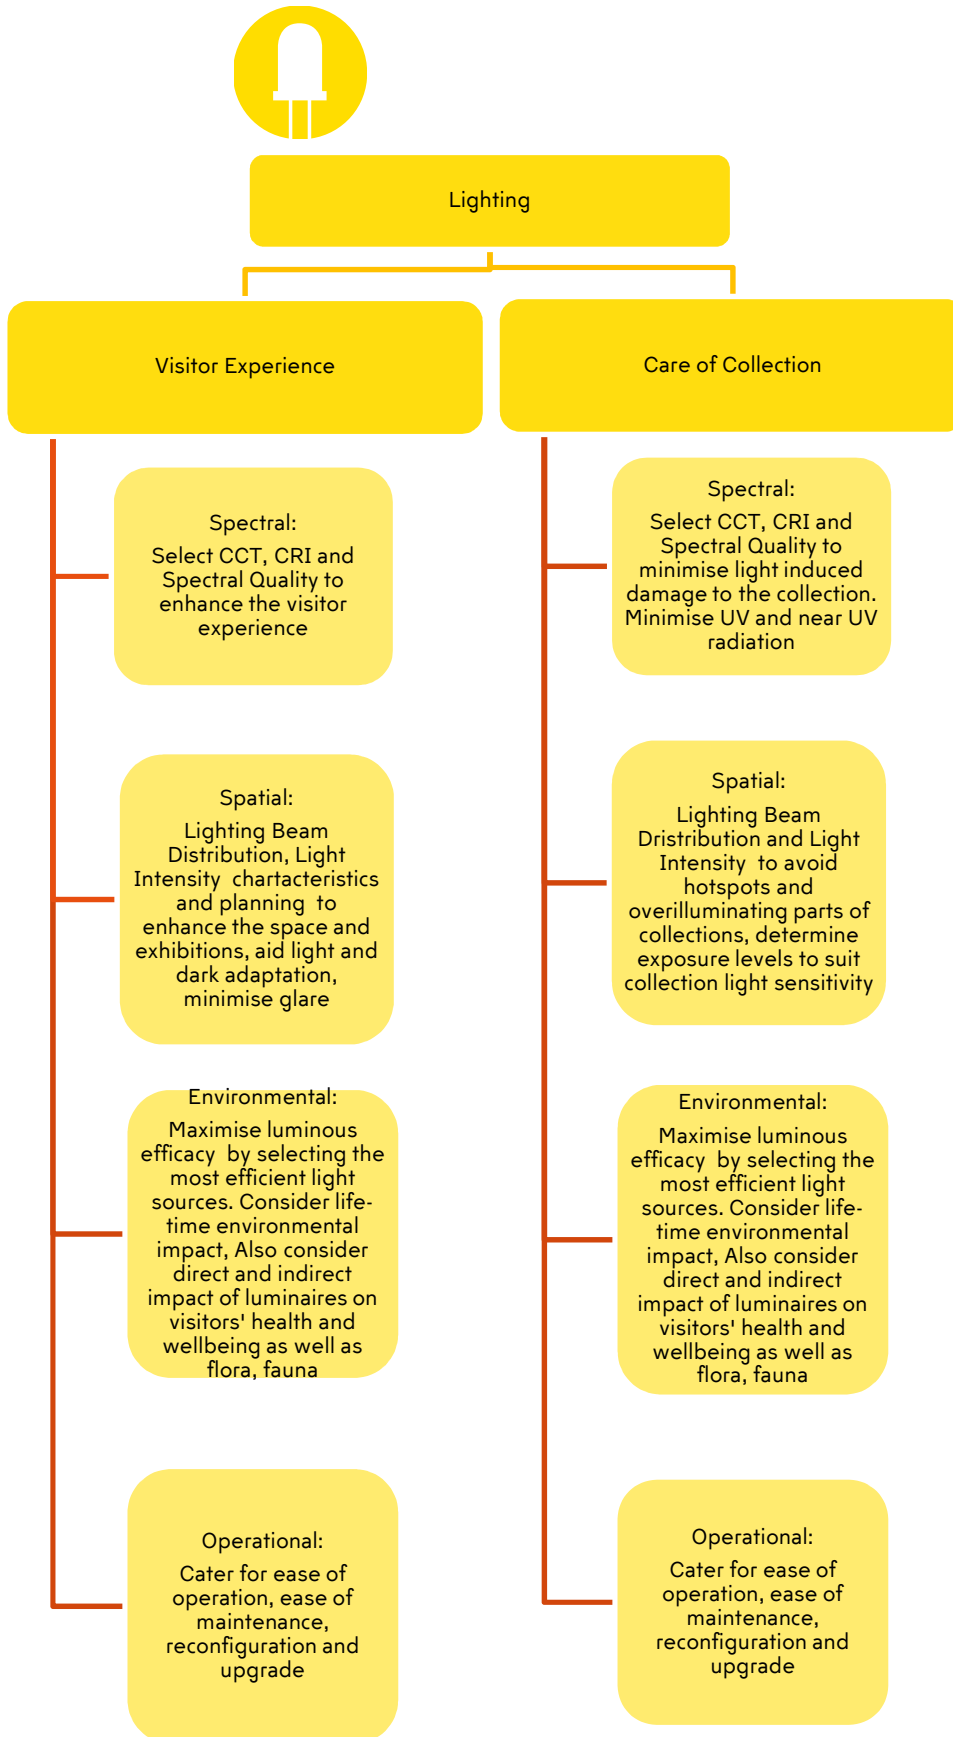 Lighting
Visitor Experience
Spectral:
Select CCT, CRI and
Spectral Quality to
enhance the visitor
experience
Spatial:
Lighting Beam
Distribution, Light
Intensity chartacteristics
and planning to
enhance the space and
exhibitions, aid light and
dark adaptation,
minimise glare
Environmental:
Maximise luminous
efficacy by selecting the
most efficient light
sources. Consider life-
time environmental
impact, Also consider
direct and indirect
impact of luminaires on
visitors' health and
wellbeing as well as
flora, fauna
Operational:
Cater for ease of
operation, ease of
maintenance,
reconfiguration and
upgrade
Care of Collection
Spectral:
Select CCT, CRI and
Spectral Quality to
minimise light induced
damage to the collection.
Minimise UV and near UV
radiation
Spatial:
Lighting Beam
Dristribution and Light
Intensity to avoid
hotspots and
overilluminating parts of
collections, determine
exposure levels to suit
collection light sensitivity
Environmental:
Maximise luminous
efficacy by selecting the
most efficient light
sources. Consider life-
time environmental
impact, Also consider
direct and indirect
impact of luminaires on
visitors' health and
wellbeing as well as
flora, fauna
Operational:
Cater for ease of
operation, ease of
maintenance,
reconfiguration and
upgrade